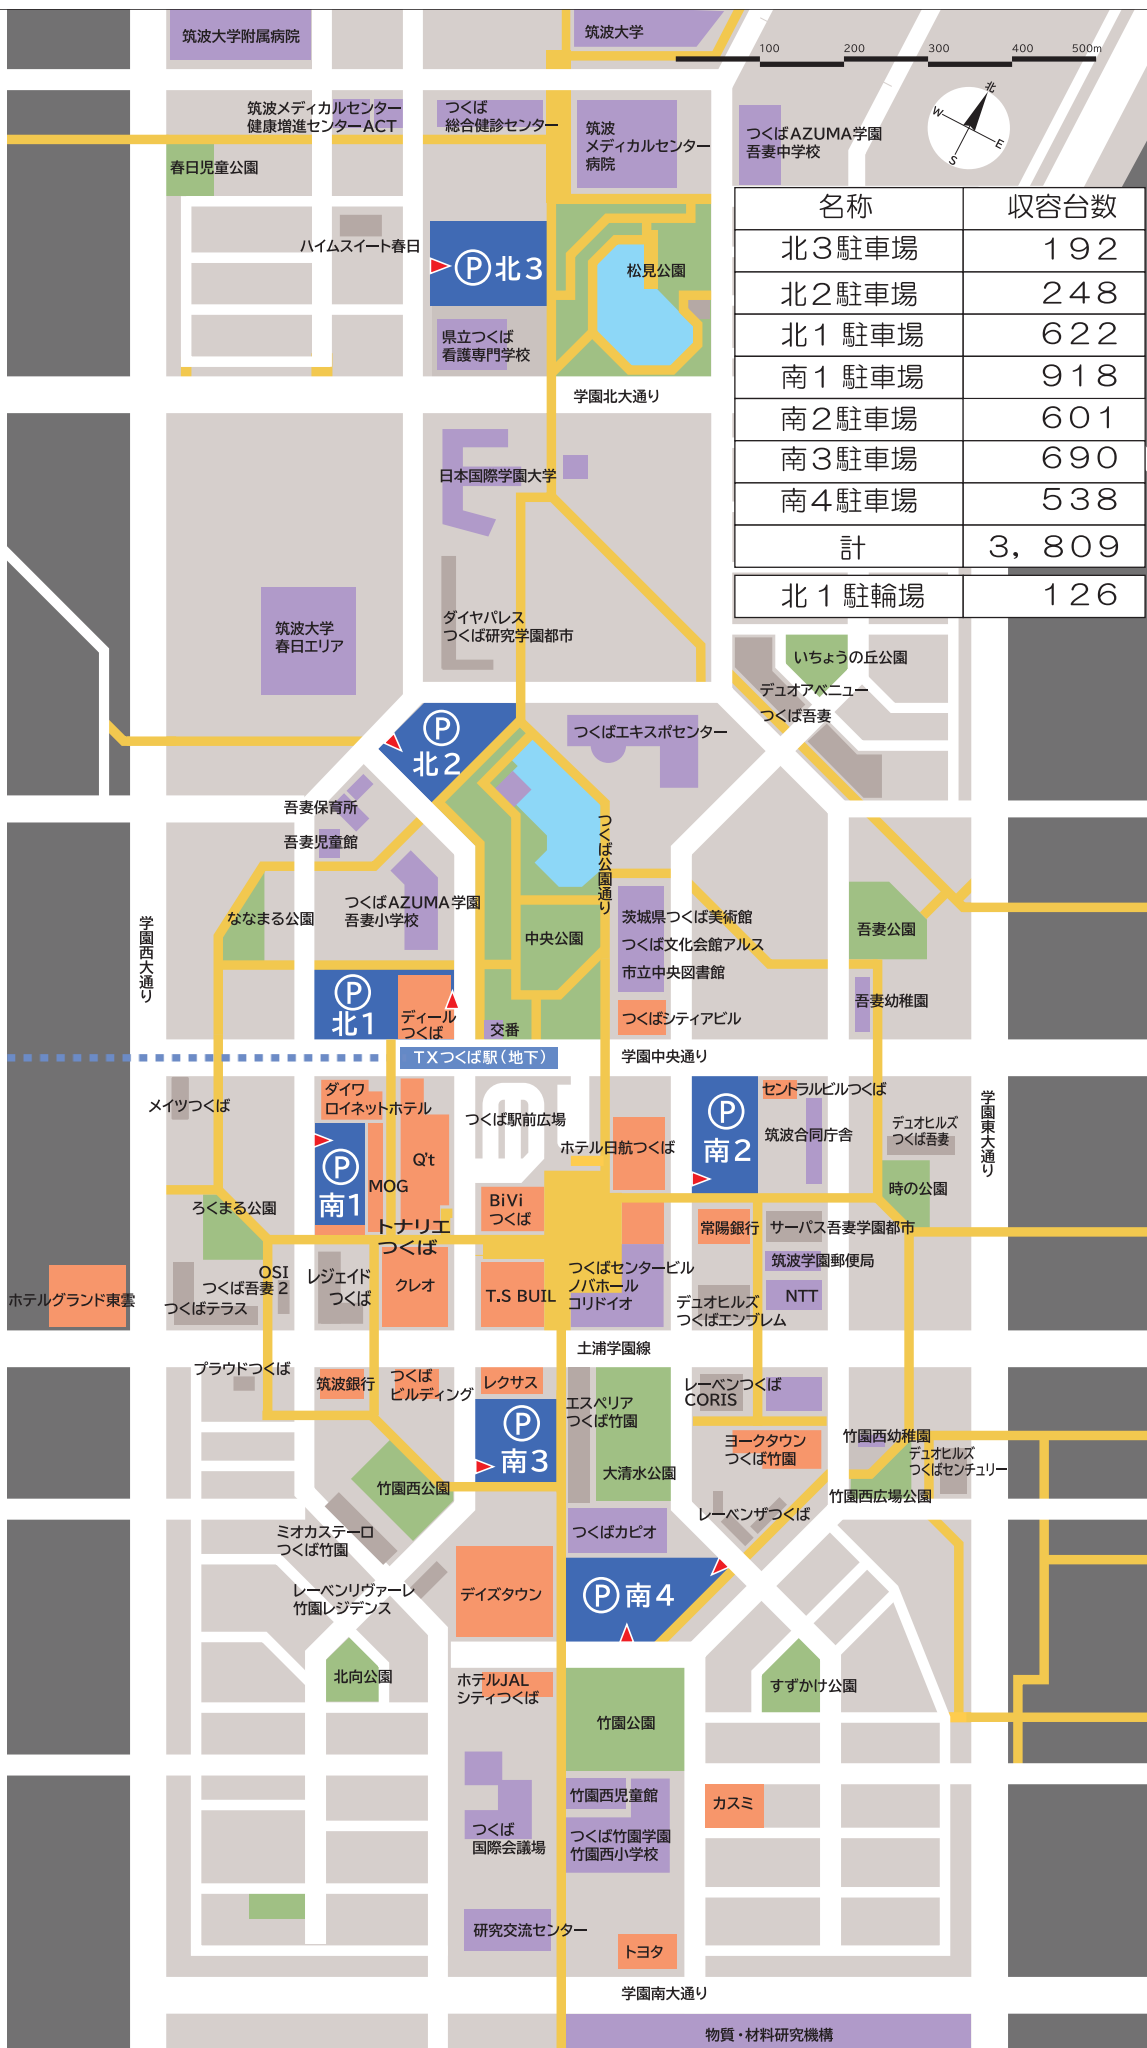 筑波大学附属病院
筑波大学
100 200 300 400 500m
北
W
E
S
筑波メディカルセンター
健康増進センターACT
つくば
総合健診センター
筑波
メディカルセンター
病院
つくばAZUMA学園
吾妻中学校
春日児童公園
ハイムスイート春日
P北3
松見公園
県立つくば
看護専門学校
学園北大通り
名称 収容台数
北3駐車場 192
北2駐車場 248
北1駐車場 622
南1駐車場 918
南2駐車場 601
南3駐車場 690
南4駐車場 538
計 3,809
北1駐輪場 126
日本国際学園大学
ダイヤパレス
つくば研究学園都市
筑波大学
春日エリア
いちょうの丘公園
デュオアベニュー
つくば吾妻
P
北2
つくばエキスポセンター
吾妻保育所
吾妻児童館
つくば公園通り
つくばAZUMA学園
吾妻小学校
ななまる公園
学園西大通り
中央公園
茨城県つくば美術館
つくば文化会館アルス
市立中央図書館
吾妻公園
吾妻幼稚園
P
北1
ディール
つくば
交番
つくばシティアビル
TXつくば駅(地下)
学園中央通り
メイツつくば
ダイワ
ロイネットホテル
つくば駅前広場
ホテル日航つくば
P
南2
セントラルビルつくば
筑波合同庁舎
デュオヒルズ
つくば吾妻
学園東大通り
P
南1
MOG
Q't
トナリエ
つくば
BiVi
つくば
時の公園
ろくまる公園
常陽銀行
サーパス吾妻学園都市
筑波学園郵便局
NTT
OSI
つくば吾妻2
つくばテラス
レジェイド
つくば
クレオ
T.S BUIL
つくばセンタービル
ノバホール
コリドイオ
デュオヒルズ
つくばエンブレム
ホテルグランド東雲
土浦学園線
プラウドつくば
筑波銀行
つくば
ビルディング
レクサス
エスペリア
つくば竹園
レーベンつくば
CORIS
P
南3
大清水公園
ヨークタウン
つくば竹園
竹園西幼稚園
デュオヒルズ
つくばセンチュリー
竹園西広場公園
竹園西公園
レーベンザつくば
ミオカステーロ
つくば竹園
つくばカピオ
レーベンリヴァーレ
竹園レジデンス
デイズタウン
P南4
北向公園
ホテルJAL
シティつくば
すずかけ公園
竹園公園
竹園西児童館
カスミ
つくば
国際会議場
つくば竹園学園
竹園西小学校
研究交流センター
トヨタ
学園南大通り
物質・材料研究機構